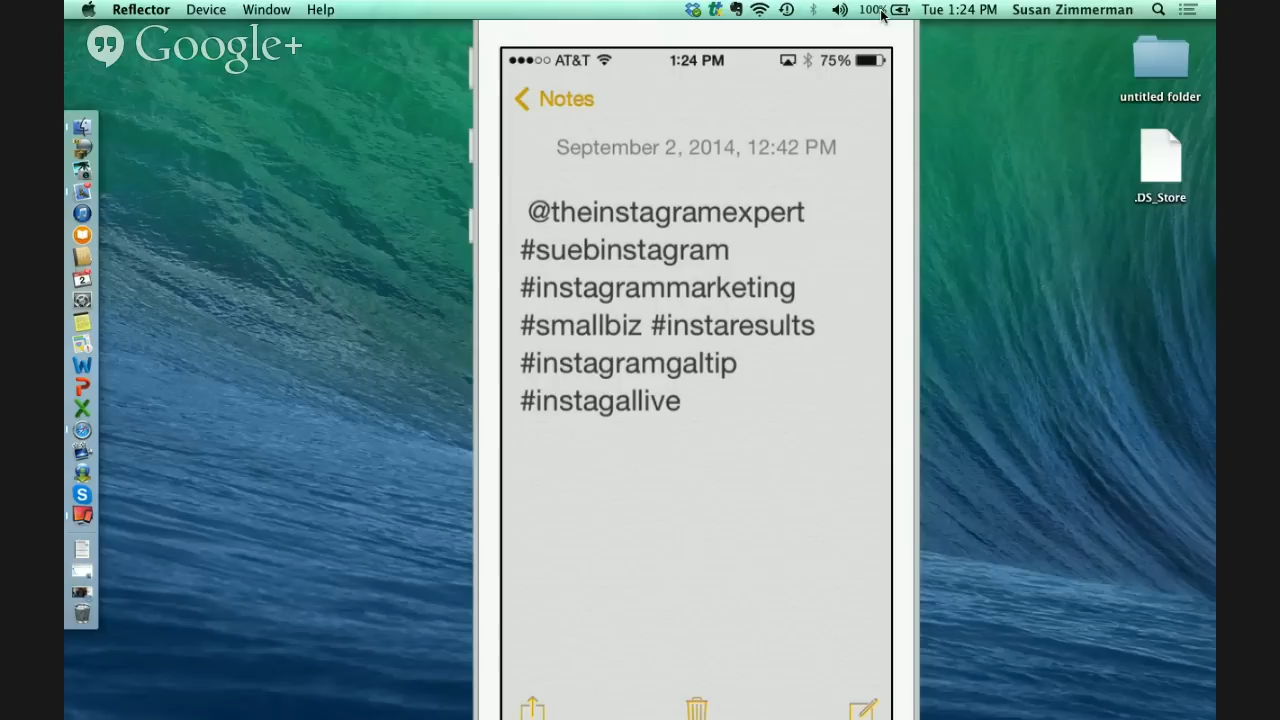 Reflector Device Window Help 100% Tue 1:24 PM Susan Zimmerman
Google+
AT&T 1:24 PM 75%
Notes
September 2, 2014, 12:42 PM
@theinstagramexpert
#suebinstagram
#instagrammarketing
#smallbiz #instaresults
#instagramgaltip
#instagallive
untitled folder
.DS_Store
2
W
P
X
S